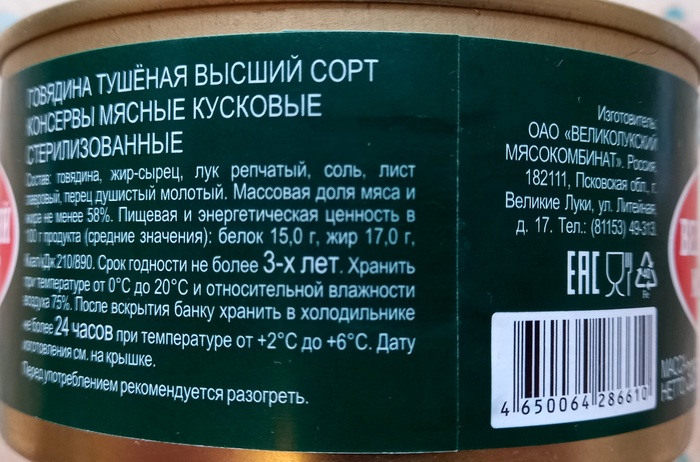 ГОВЯДИНА ТУШЁНАЯ ВЫСШИЙ СОРТ
КОНСЕРВЫ МЯСНЫЕ КУСКОВЫЕ
СТЕРИЛИЗОВАННЫЕ
Состав: говядина, жир-сырец, лук репчатый, соль, лист
лавровый, перец душистый молотый. Массовая доля мяса и
жира не менее 58%. Пищевая и энергетическая ценность в
100 г продукта (средние значения): белок 15,0 г, жир 17,0 г,
Ккал/кДж 210/890. Срок годности не более 3-х лет. Хранить
при температуре от 0°С до 20°С и относительной влажности
воздуха 75%. После вскрытия банку хранить в холодильнике
не более 24 часов при температуре от +2°С до +6°С. Дату
изготовления см. на крышке.
Перед употреблением рекомендуется разогреть.
Изготовитель:
ОАО «ВЕЛИКОЛУКСКИЙ
МЯСОКОМБИНАТ». Россия,
182111, Псковская обл., г.
Великие Луки, ул. Литейная,
д. 17. Тел.: (81153) 49-313.
ЕАС
Fe
4 650064 286610
МАССА
НЕТТО